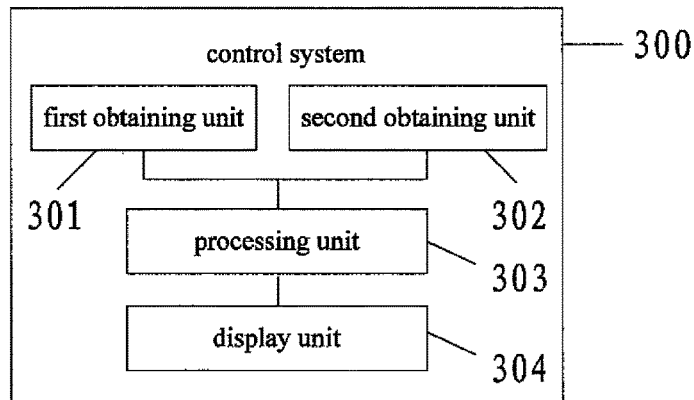 control system
300
first obtaining unit
second obtaining unit
301
302
processing unit
303
display unit
304